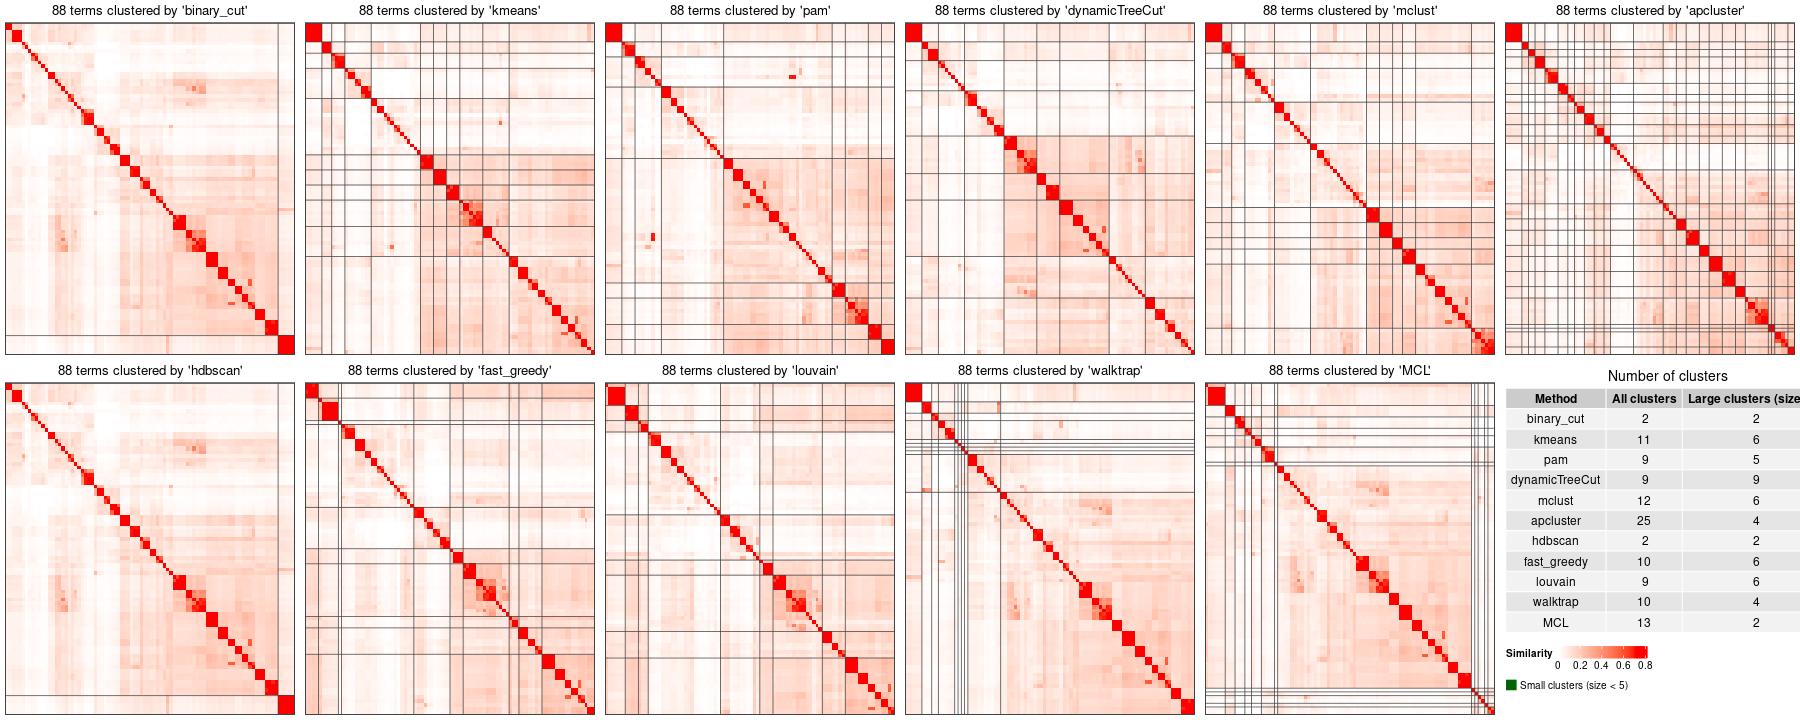 88 terms clustered by 'binary_cut'
88 terms clustered by 'kmeans'
88 terms clustered by 'pam'
88 terms clustered by 'dynamicTreeCut'
88 terms clustered by 'mclust'
88 terms clustered by 'apcluster'
88 terms clustered by 'hdbscan'
88 terms clustered by 'fast_greedy'
88 terms clustered by 'louvain'
88 terms clustered by 'walktrap'
88 terms clustered by 'MCL'
Number of clusters
Method All clusters Large clusters (size
binary_cut 2 2
kmeans 11 6
pam 9 5
dynamicTreeCut 9 9
mclust 12 6
apcluster 25 4
hdbscan 2 2
fast_greedy 10 6
louvain 9 6
walktrap 10 4
MCL 13 2
Similarity
0 0.2 0.4 0.6 0.8
Small clusters (size < 5)